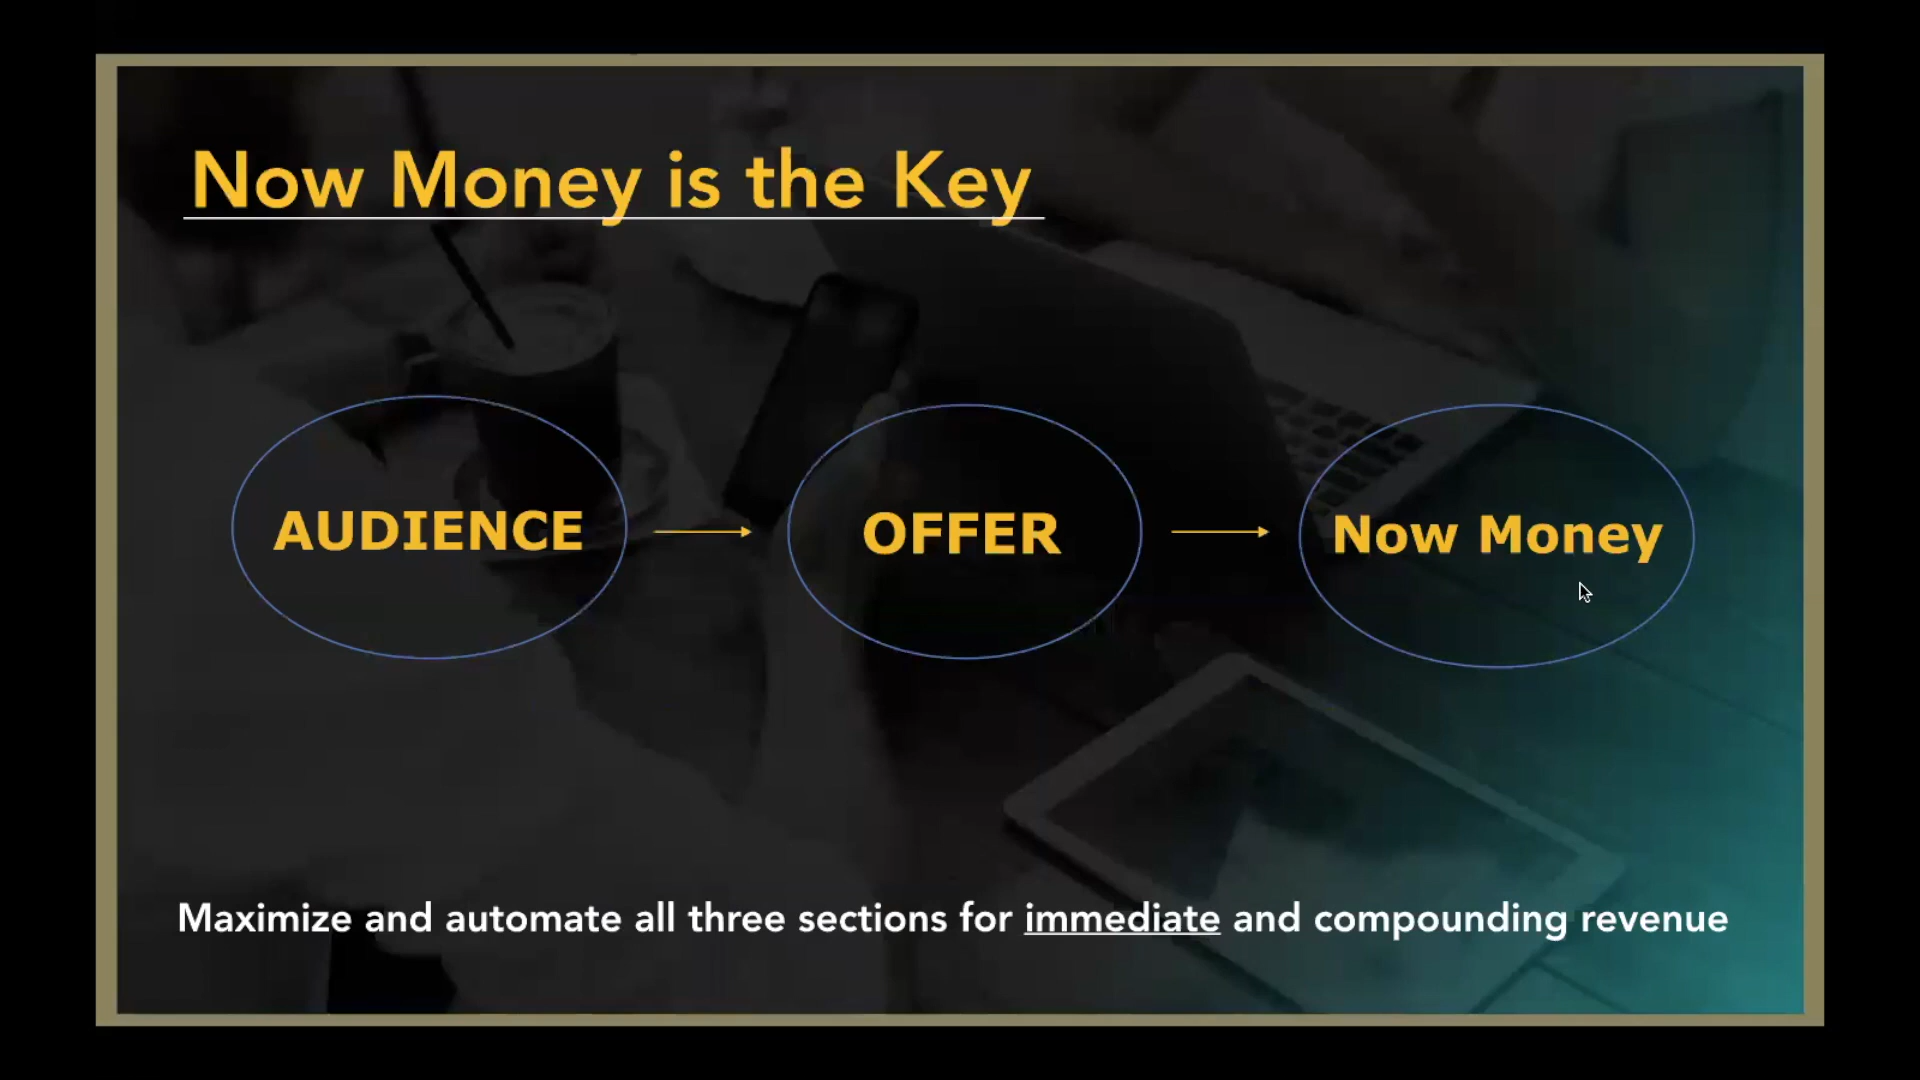 Now Money is the Key
AUDIENCE
OFFER
Now Money
Maximize and automate all three sections for immediate and compounding revenue